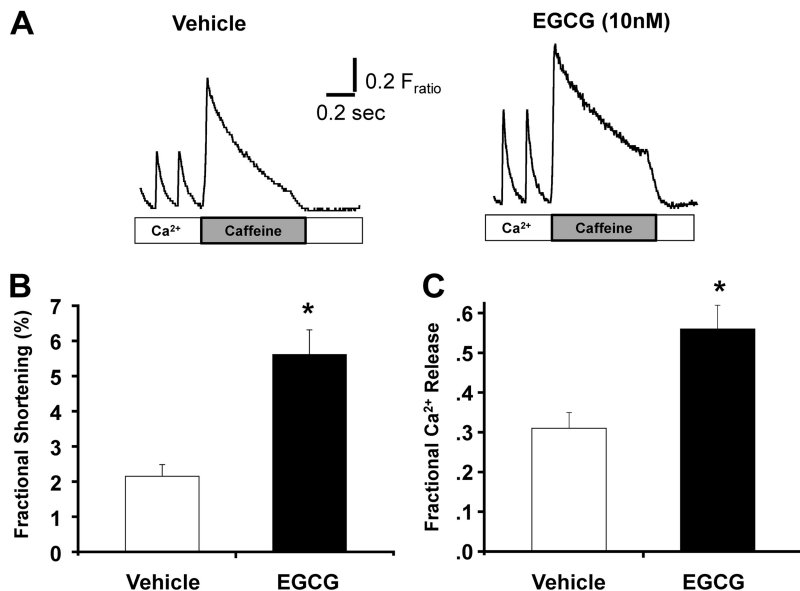 A
Vehicle
EGCG (10nM)
0.2 Fratio
0.2 sec
Ca2+
Caffeine
Ca2+
Caffeine
B
Fractional Shortening (%)
7
6
5
4
3
2
1
0
*
Vehicle
EGCG
C
Fractional Ca2+ Release
.6
.5
.4
.3
.2
.1
.0
*
Vehicle
EGCG